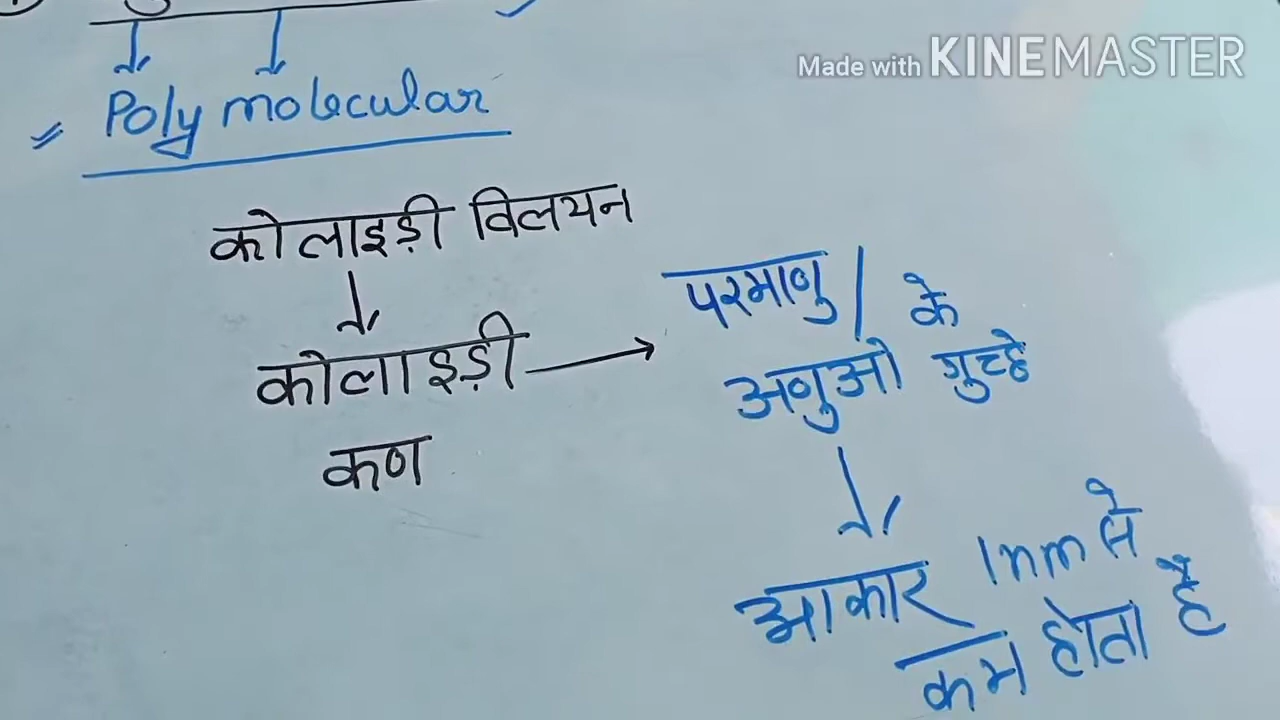 Made with KINEMASTER
Poly molecular
कोलाइड़ी विलयन
कोलाइड़ी
कण
परमाणु / के
अणुओ गुच्छे
आकार 1nm से
कम होता है